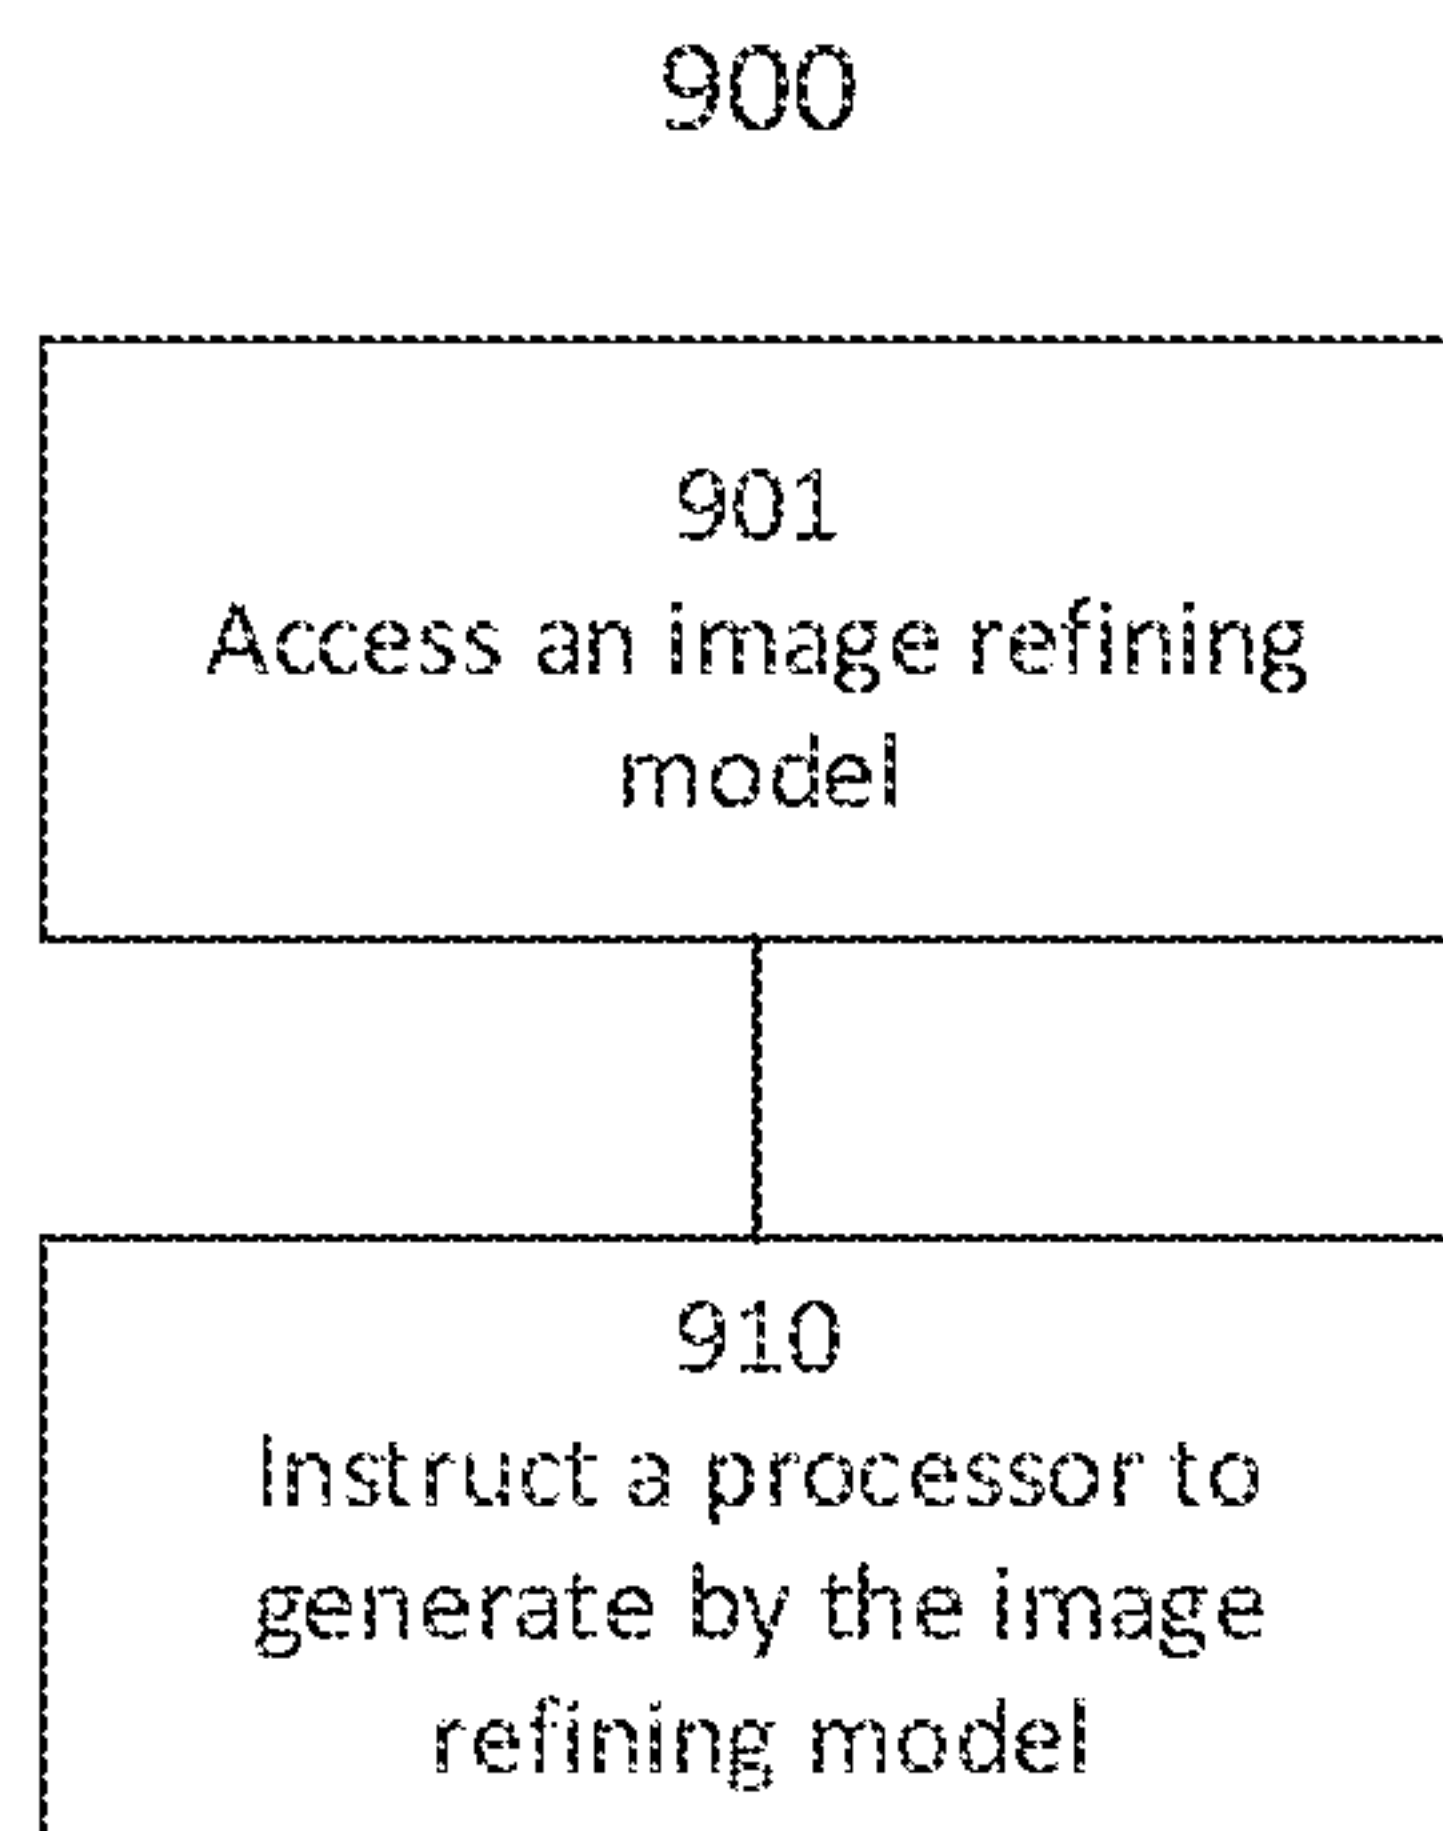 900
901
Access an image refining
model
910
Instruct a processor to
generate by the image
refining model